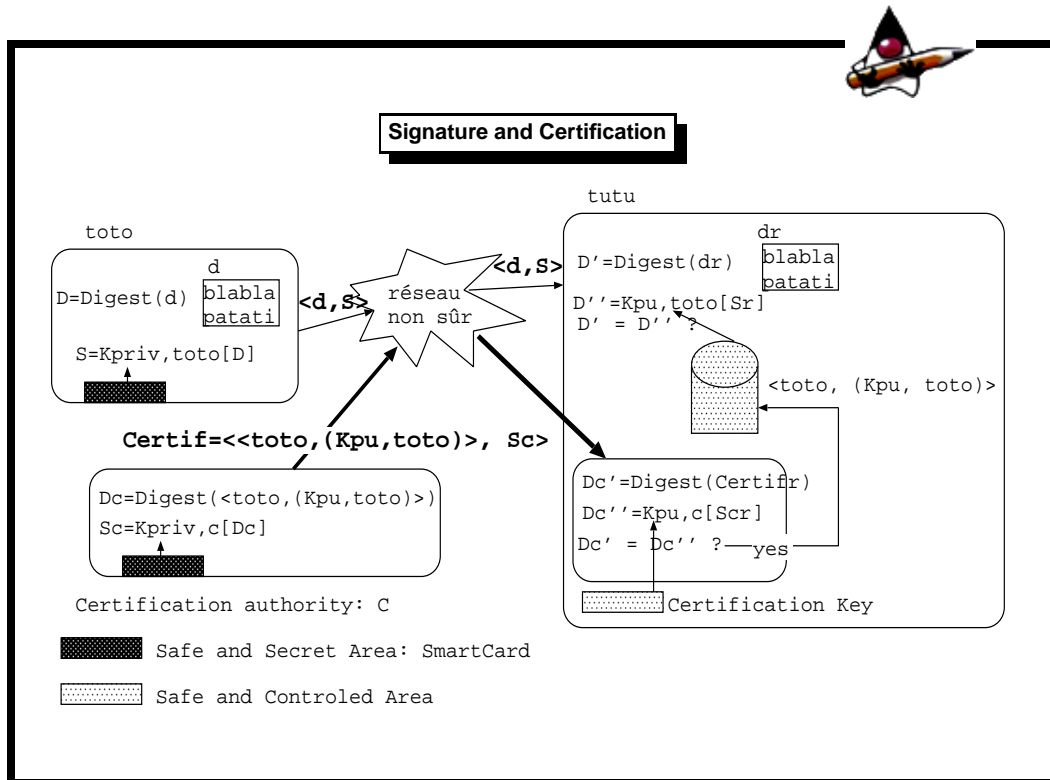 Signature and Certification
toto
d
D=Digest(d)
blabla
patati
S=Kpriv,toto[D]
<d,S>
réseau
non sûr
<d,S>
tutu
dr
D’=Digest(dr)
blabla
patati
D’’=Kpu,toto[Sr]
D’ = D’’ ?
<toto, (Kpu, toto)>
Certif=<<toto,(Kpu,toto)>, Sc>
Dc=Digest(<toto,(Kpu,toto)>)
Sc=Kpriv,c[Dc]
Dc’=Digest(Certifr)
Dc’’=Kpu,c[Scr]
Dc’ = Dc’’ ?
yes
Certification authority: C
Certification Key
Safe and Secret Area: SmartCard
Safe and Controled Area